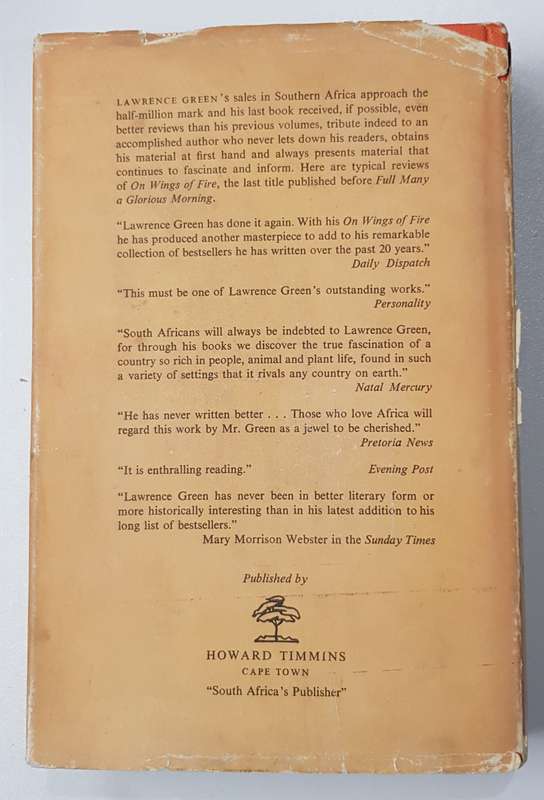 LAWRENCE GREEN'S sales in Southern Africa approach the
half-million mark and his last book received, if possible, even
better reviews than his previous volumes, tribute indeed to an
accomplished author who never lets down his readers, obtains
his material at first hand and always presents material that
continues to fascinate and inform. Here are typical reviews
of On Wings of Fire, the last title published before Full Many
a Glorious Morning.
"Lawrence Green has done it again. With his On Wings of Fire
he has produced another masterpiece to add to his remarkable
collection of bestsellers he has written over the past 20 years."
Daily Dispatch
"This must be one of Lawrence Green's outstanding works."
Personality
"South Africans will always be indebted to Lawrence Green,
for through his books we discover the true fascination of a
country so rich in people, animal and plant life, found in such
a variety of settings that it rivals any country on earth."
Natal Mercury
"He has never written better . . . Those who love Africa will
regard this work by Mr. Green as a jewel to be cherished."
Pretoria News
"It is enthralling reading." Evening Post
"Lawrence Green has never been in better literary form or
more historically interesting than in his latest addition to his
long list of bestsellers."
Mary Morrison Webster in the Sunday Times
Published by
HOWARD TIMMINS
CAPE TOWN
"South Africa's Publisher"